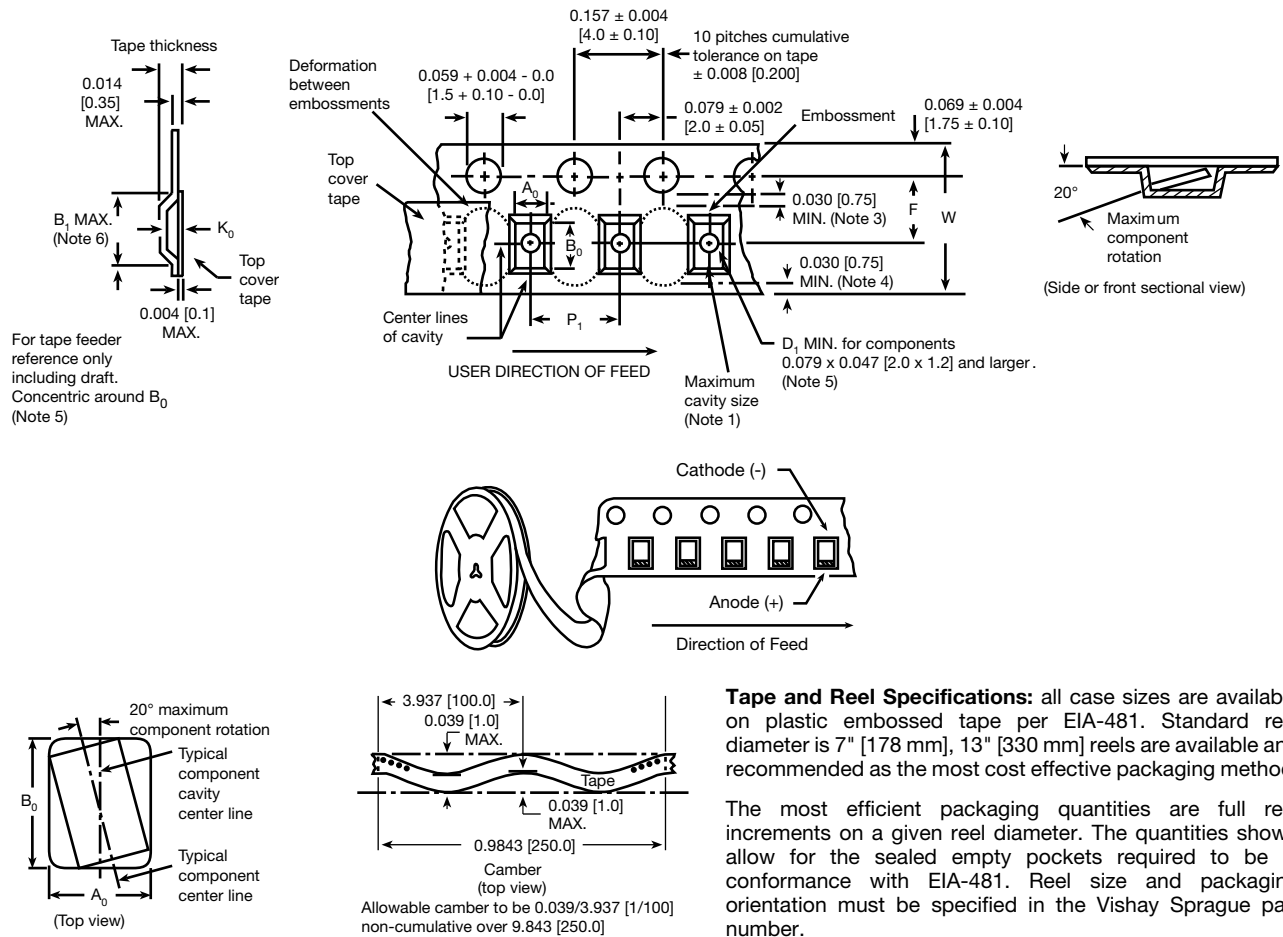 Tape thickness
0.014
[0.35]
MAX.
B1 MAX.
(Note 6)
K0
Top
cover
tape
0.004 [0.1]
MAX.
For tape feeder
reference only
including draft.
Concentric around B0
(Note 5)
Deformation
between
embossments
Top
cover
tape
0.059 + 0.004 - 0.0
[1.5 + 0.10 - 0.0]
0.157 ± 0.004
[4.0 ± 0.10]
10 pitches cumulative
tolerance on tape
± 0.008 [0.200]
0.079 ± 0.002
[2.0 ± 0.05]
Embossment
0.069 ± 0.004
[1.75 ± 0.10]
A0
B0
0.030 [0.75]
MIN. (Note 3)
F
W
0.030 [0.75]
MIN. (Note 4)
Center lines
of cavity
P1
USER DIRECTION OF FEED
Maximum
cavity size
(Note 1)
D1 MIN. for components
0.079 x 0.047 [2.0 x 1.2] and larger.
(Note 5)
20°
Maximum
component
rotation
(Side or front sectional view)
Cathode (-)
Anode (+)
Direction of Feed
20° maximum
component rotation
Typical
component
cavity
center line
B0
Typical
component
center line
A0
(Top view)
3.937 [100.0]
0.039 [1.0]
MAX.
Tape
0.039 [1.0]
MAX.
0.9843 [250.0]
Camber
(top view)
Allowable camber to be 0.039/3.937 [1/100]
non-cumulative over 9.843 [250.0]
Tape and Reel Specifications: all case sizes are availab
on plastic embossed tape per EIA-481. Standard re
diameter is 7" [178 mm], 13" [330 mm] reels are available an
recommended as the most cost effective packaging metho
The most efficient packaging quantities are full re
increments on a given reel diameter. The quantities show
allow for the sealed empty pockets required to be
conformance with EIA-481. Reel size and packagin
orientation must be specified in the Vishay Sprague pa
number.